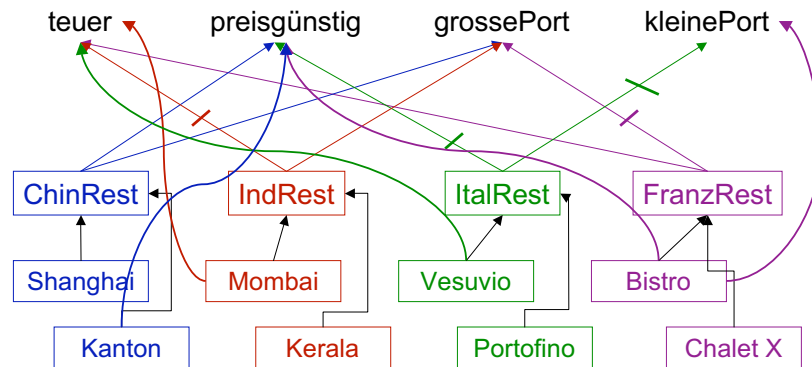 teuer preisgünstig grossePort kleinePort
ChinRest IndRest ItalRest FranzRest
Shanghai Mombai Vesuvio Bistro
Kanton Kerala Portofino Chalet X